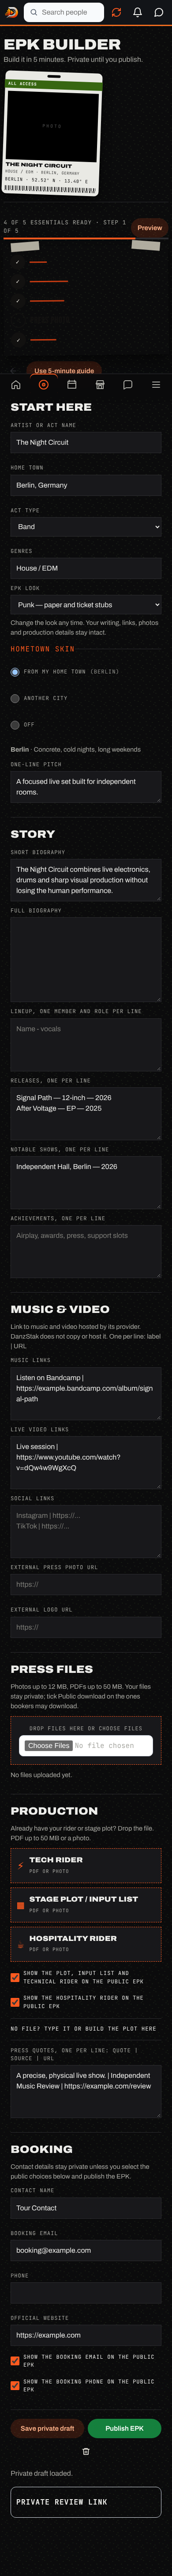 Search people
EPK BUILDER
Build it in 5 minutes. Private until you publish.
ALL ACCESS
PHOTO
THE NIGHT CIRCUIT
HOUSE / EDM · BERLIN, GERMANY
BERLIN · 52.52° N · 13.40° E
4 OF 5 ESSENTIALS READY · STEP 1 OF 5
Preview
Use 5-minute guide
START HERE
ARTIST OR ACT NAME
The Night Circuit
HOME TOWN
Berlin, Germany
ACT TYPE
Band
GENRES
House / EDM
EPK LOOK
Punk — paper and ticket stubs
Change the look any time. Your writing, links, photos
and production details stay intact.
HOMETOWN SKIN
FROM MY HOME TOWN (BERLIN)
ANOTHER CITY
OFF
Berlin · Concrete, cold nights, long weekends
ONE-LINE PITCH
A focused live set built for independent
rooms.
STORY
SHORT BIOGRAPHY
The Night Circuit combines live electronics,
drums and sharp visual production without
losing the human performance.
FULL BIOGRAPHY
LINEUP, ONE MEMBER AND ROLE PER LINE
Name - vocals
RELEASES, ONE PER LINE
Signal Path — 12-inch — 2026
After Voltage — EP — 2025
NOTABLE SHOWS, ONE PER LINE
Independent Hall, Berlin — 2026
ACHIEVEMENTS, ONE PER LINE
Airplay, awards, press, support slots
MUSIC & VIDEO
Link to music and video hosted by its provider.
DanzStak does not copy or host it. One per line: label
| URL
MUSIC LINKS
Listen on Bandcamp |
https://example.bandcamp.com/album/sign
al-path
LIVE VIDEO LINKS
Live session |
https://www.youtube.com/watch?
v=dQw4w9WgXcQ
SOCIAL LINKS
Instagram | https://...
TikTok | https://...
EXTERNAL PRESS PHOTO URL
https://
EXTERNAL LOGO URL
https://
PRESS FILES
Photos up to 12 MB, PDFs up to 50 MB. Your files
stay private; tick Public download on the ones
bookers may download.
DROP FILES HERE OR CHOOSE FILES
Choose Files No file chosen
No files uploaded yet.
PRODUCTION
Already have your rider or stage plot? Drop the file.
PDF up to 50 MB or a photo.
TECH RIDER
PDF OR PHOTO
STAGE PLOT / INPUT LIST
PDF OR PHOTO
HOSPITALITY RIDER
PDF OR PHOTO
SHOW THE PLOT, INPUT LIST AND
TECHNICAL RIDER ON THE PUBLIC EPK
SHOW THE HOSPITALITY RIDER ON THE
PUBLIC EPK
NO FILE? TYPE IT OR BUILD THE PLOT HERE
PRESS QUOTES, ONE PER LINE: QUOTE |
SOURCE | URL
A precise, physical live show. | Independent
Music Review | https://example.com/review
BOOKING
Contact details stay private unless you select the
public choices below and publish the EPK.
CONTACT NAME
Tour Contact
BOOKING EMAIL
booking@example.com
PHONE
OFFICIAL WEBSITE
https://example.com
SHOW THE BOOKING EMAIL ON THE PUBLIC
EPK
SHOW THE BOOKING PHONE ON THE PUBLIC
EPK
Save private draft
Publish EPK
Private draft loaded.
PRIVATE REVIEW LINK